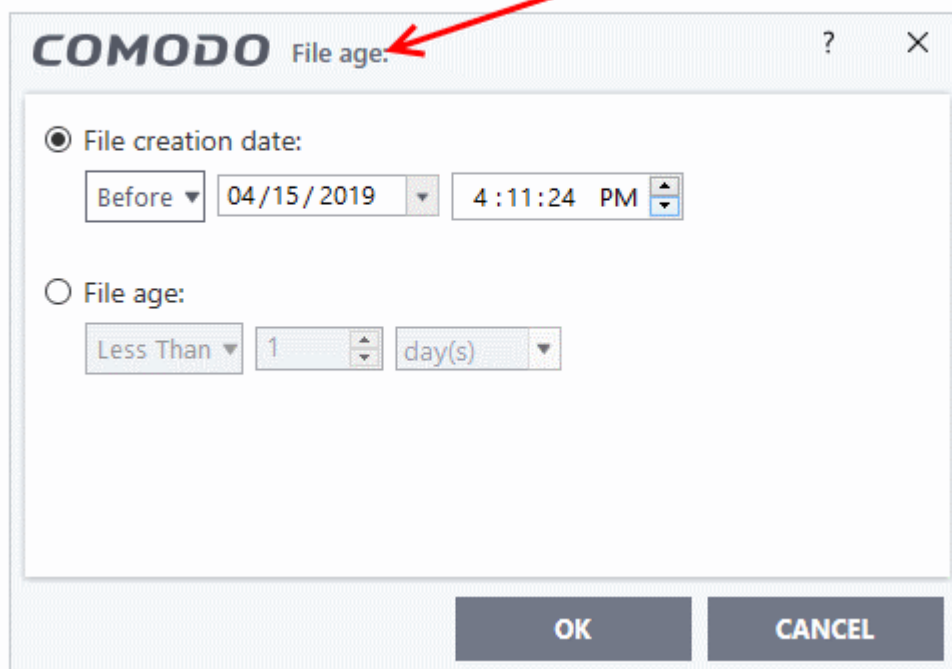 COMODO File age: ?
File creation date:
Before 04/15/2019 4:11:24 PM
File age:
Less Than 1 day(s)
OK CANCEL